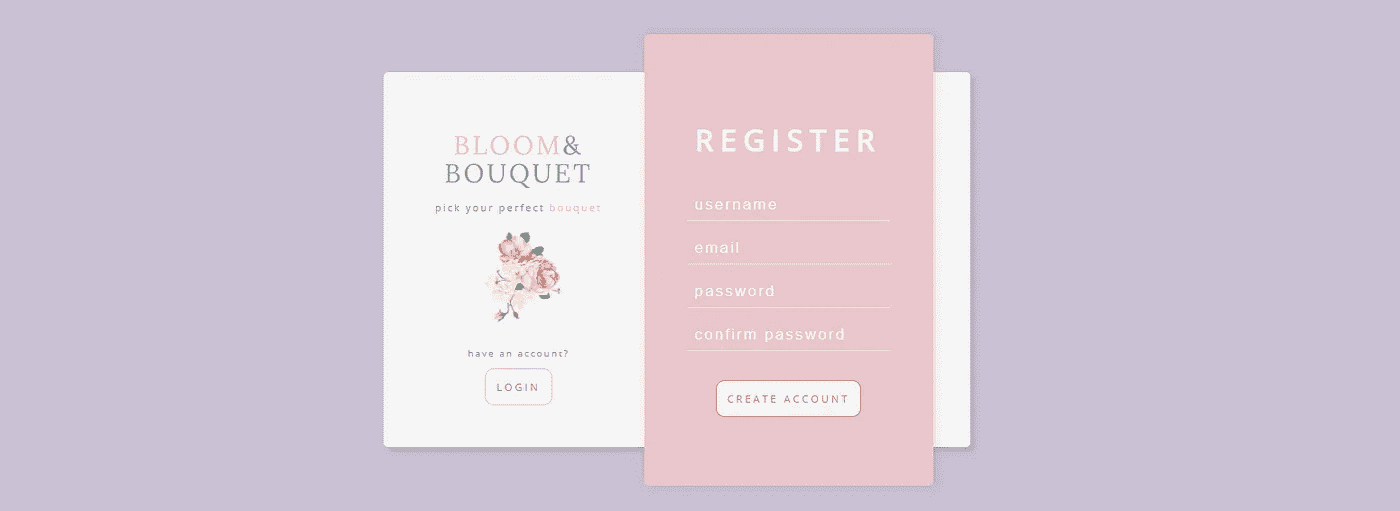 BLOOM&
BOUQUET
pick your perfect bouquet
have an account?
LOGIN
REGISTER
username
email
password
confirm password
CREATE ACCOUNT